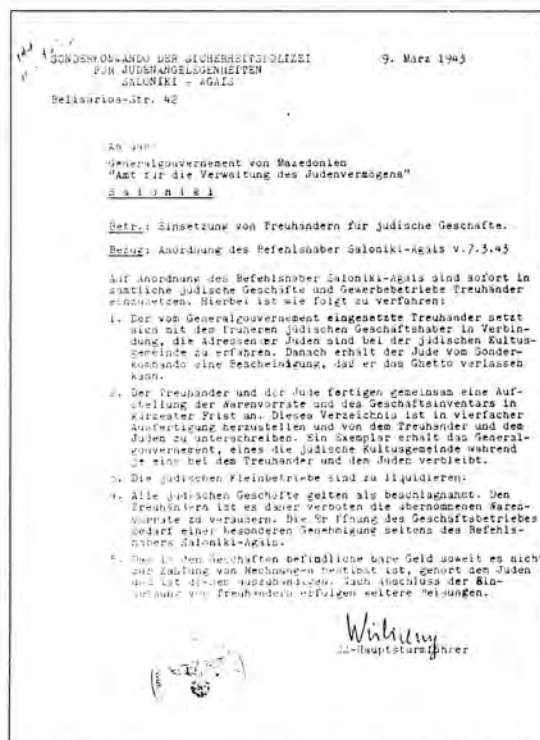 SONDERKOMMANDO DER SICHERHEITSPOLIZEI 9. März 1943
FÜR JUDENANGELEGENHEITEN
SALONIKI - AGAIS
Belisarios-Str. 42
An das
Generalgouvernement von Mazedonien
"Amt für die Verwaltung des Judenvermögens"
S a l o n i k i
Betr.: Einsetzung von Treuhändern für jüdische Geschäfte.
Bezug: Anordnung des Befehlshaber Saloniki-Agais v.7.3.43
Auf Anordnung des Befehlshaber Saloniki-Agais sind sofort in
sämtliche jüdische Geschäfte und Gewerbebetriebe Treuhänder
einzusetzen. Hierbei ist wie folgt zu verfahren:
1. Der vom Generalgouvernement eingesetzte Treuhänder setzt
sich mit dem früheren jüdischen Geschäftshaber in Verbin-
dung, die Adressen der Juden sind bei der jüdischen Kultus-
gemeinde zu erfahren. Danach erhält der Jude vom Sonder-
kommando eine Bescheinigung, daß er das Ghetto verlassen
kann.
2. Der Treuhänder und der Jude fertigen gemeinsam eine Auf-
stellung der Warenvorräte und des Geschäftsinventars in
kürzester Frist an. Dieses Verzeichnis ist in vierfacher
Ausfertigung herzustellen und von dem Treuhänder und dem
Juden zu unterschreiben. Ein Exemplar erhält das General-
gouvernement, eines die jüdische Kultusgemeinde während
je eins bei dem Treuhänder und dem Juden verbleibt.
3. Die jüdischen Kleinbetriebe sind zu liquidieren.
4. Alle jüdischen Geschäfte gelten als beschlagnahmt. Den
Treuhändern ist es daher verboten die übernommenen Waren-
vorräte zu veräußern. Die Er ffnung des Geschäftsbetriebes
bedarf einer besonderen Genehmigung seitens des Befehls-
habers Saloniki-Agais.
5. Das in den Geschäften befindliche bare Geld soweit es nicht
zur Zahlung von Rechnungen bestimmt ist, gehört dem Juden
und ist diesem auszuhändigen. Nach Abschluss der Ein-
setzung von Treuhändern erfolgen weitere Weisungen.
SS-Hauptsturmführer